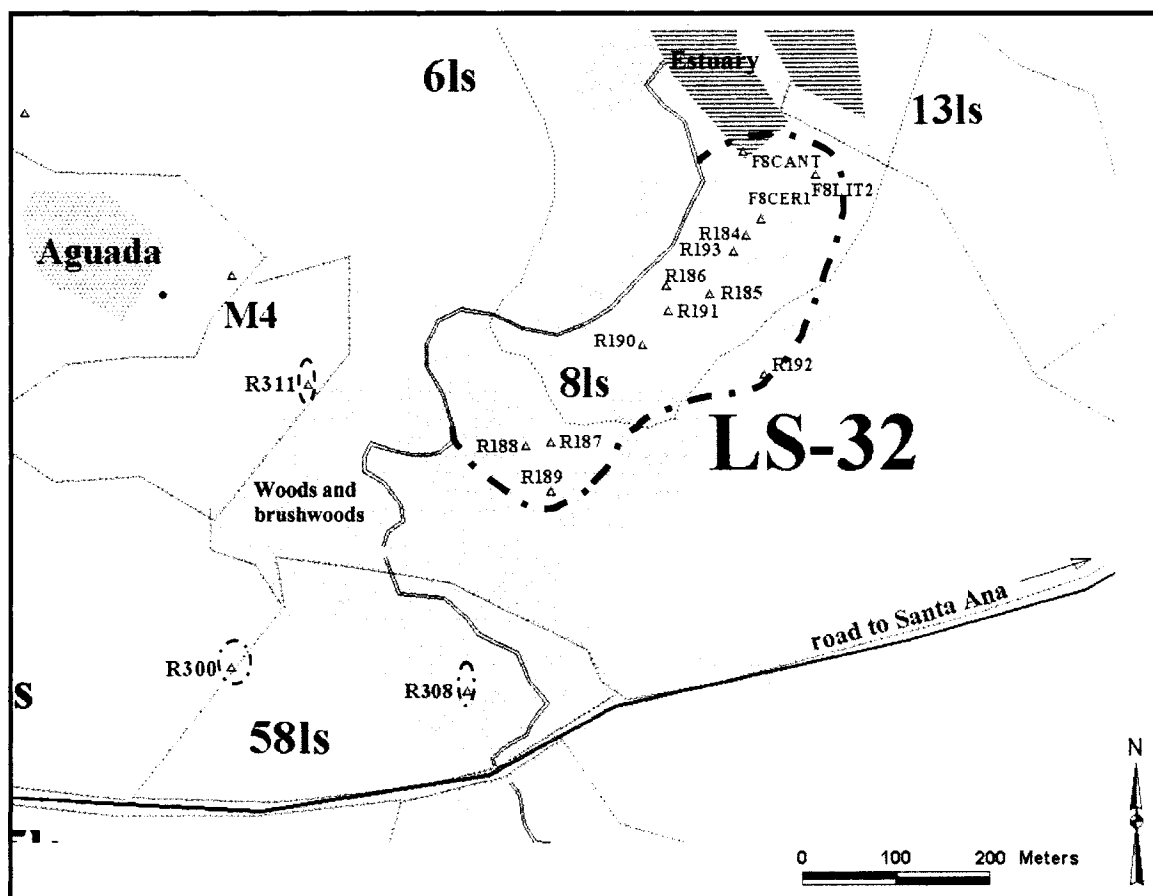 Estuary
6ls
13ls
F8CANT
F8LIT2
F8CER1
R184
R193
Aguada
R186
R185
M4
R191
R190
R311
R192
8ls
LS-32
R188
R187
R189
Woods and
brushwoods
road to Santa Ana
R300
R308
s
58ls
N
0 100 200 Meters